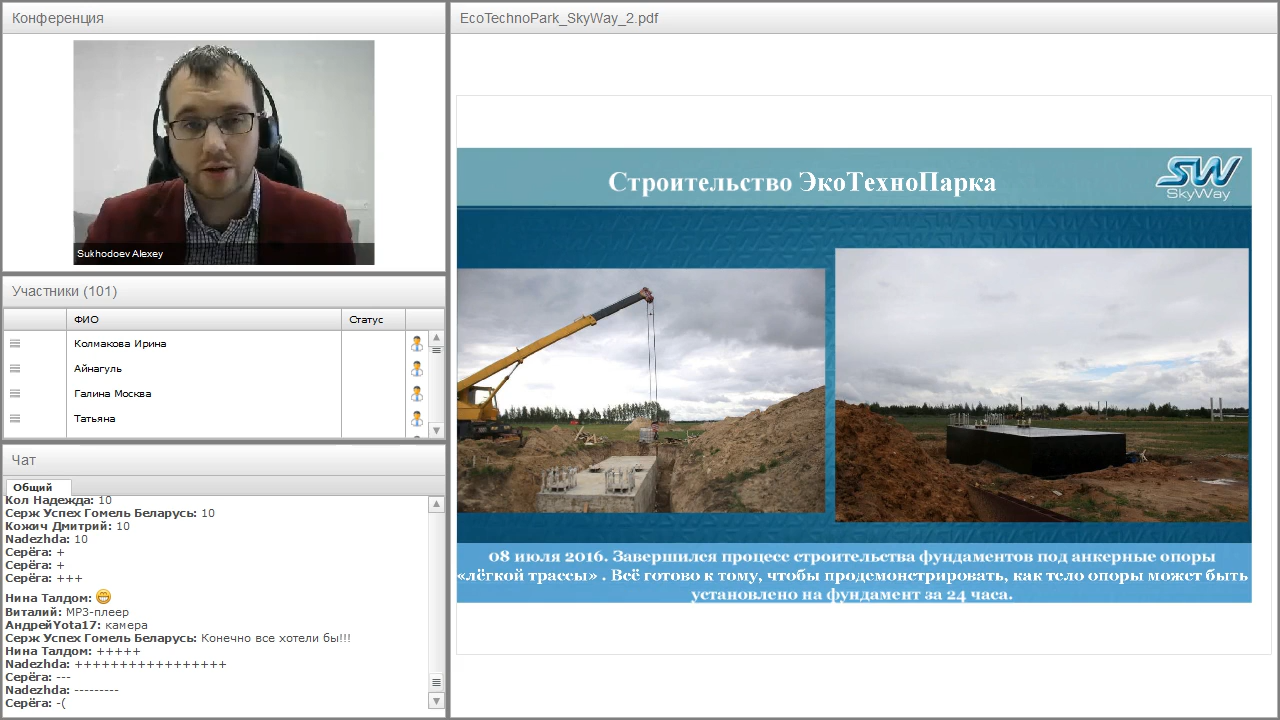 Конференция
Sukhodoev Alexey
Участники (101)
ФИО
Статус
Колмакова Ирина
Айнагуль
Галина Москва
Татьяна
Чат
Общий
Кол Надежда: 10
Серж Успех Гомель Беларусь: 10
Кожич Дмитрий: 10
Nadezhda: 10
Серёга: +
Серёга: +
Серёга: +++
Нина Талдом:
Виталий: МР3-плеер
АндрейYota17: камера
Серж Успех Гомель Беларусь: Конечно все хотели бы!!!
Нина Талдом: +++++
Nadezhda: +++++++++++++++++
Серёга: ---
Nadezhda: ---------
Серёга: -(
EcoTechnoPark_SkyWay_2.pdf
Строительство ЭкоТехноПарка
SW
SkyWay
08 июля 2016. Завершился процесс строительства фундаментов под анкерные опоры
«лёгкой трассы» . Всё готово к тому, чтобы продемонстрировать, как тело опоры может быть
установлено на фундамент за 24 часа.